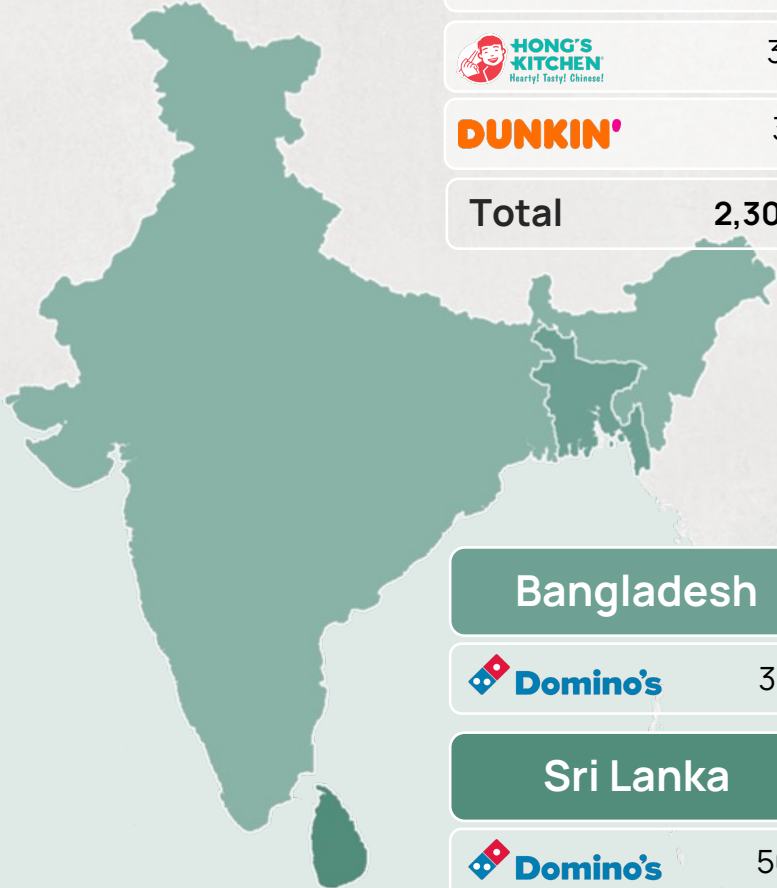 HONG'S
KITCHEN
Hearty! Tasty! Chinese!
DUNKIN'
Total
Bangladesh
Domino's
Sri Lanka
Domino's